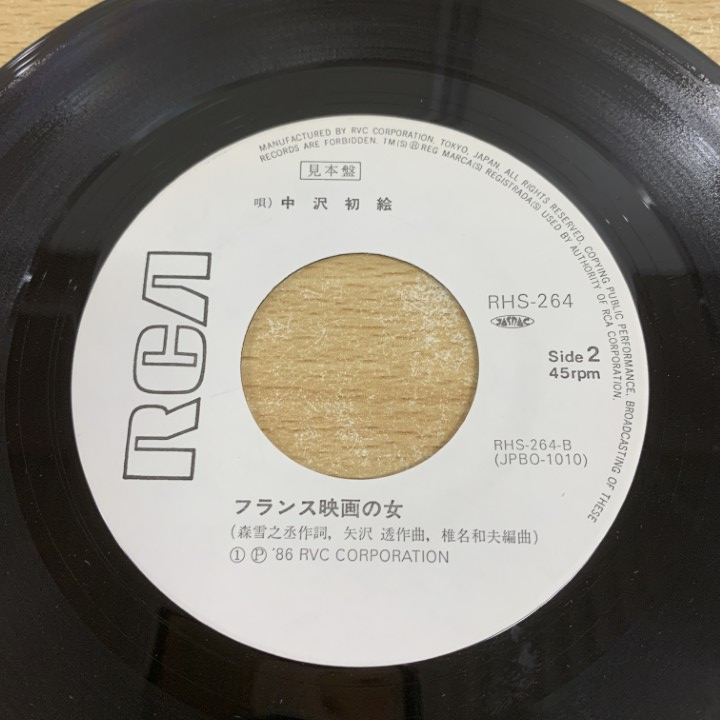 MANUFACTURED BY RVC CORPORATION, TOKYO, JAPAN. ALL RIGHTS RESERVED. COPYING PUBLIC PERFORMANCE, BROADCASTING OF THESE
RECORDS ARE FORBIDDEN. TM(S) Ⓡ REG MARCA(S) REGISTRADA(S) USED BY AUTHORITY OF RCA CORPORATION.
見本盤
唄) 中沢初絵
RCA
RHS-264
JASRAC
Side 2
45rpm
RHS-264-B
(JPBO-1010)
フランス映画の女
(森雪之丞作詞, 矢沢 透作曲, 椎名和夫編曲)
① Ⓟ '86 RVC CORPORATION